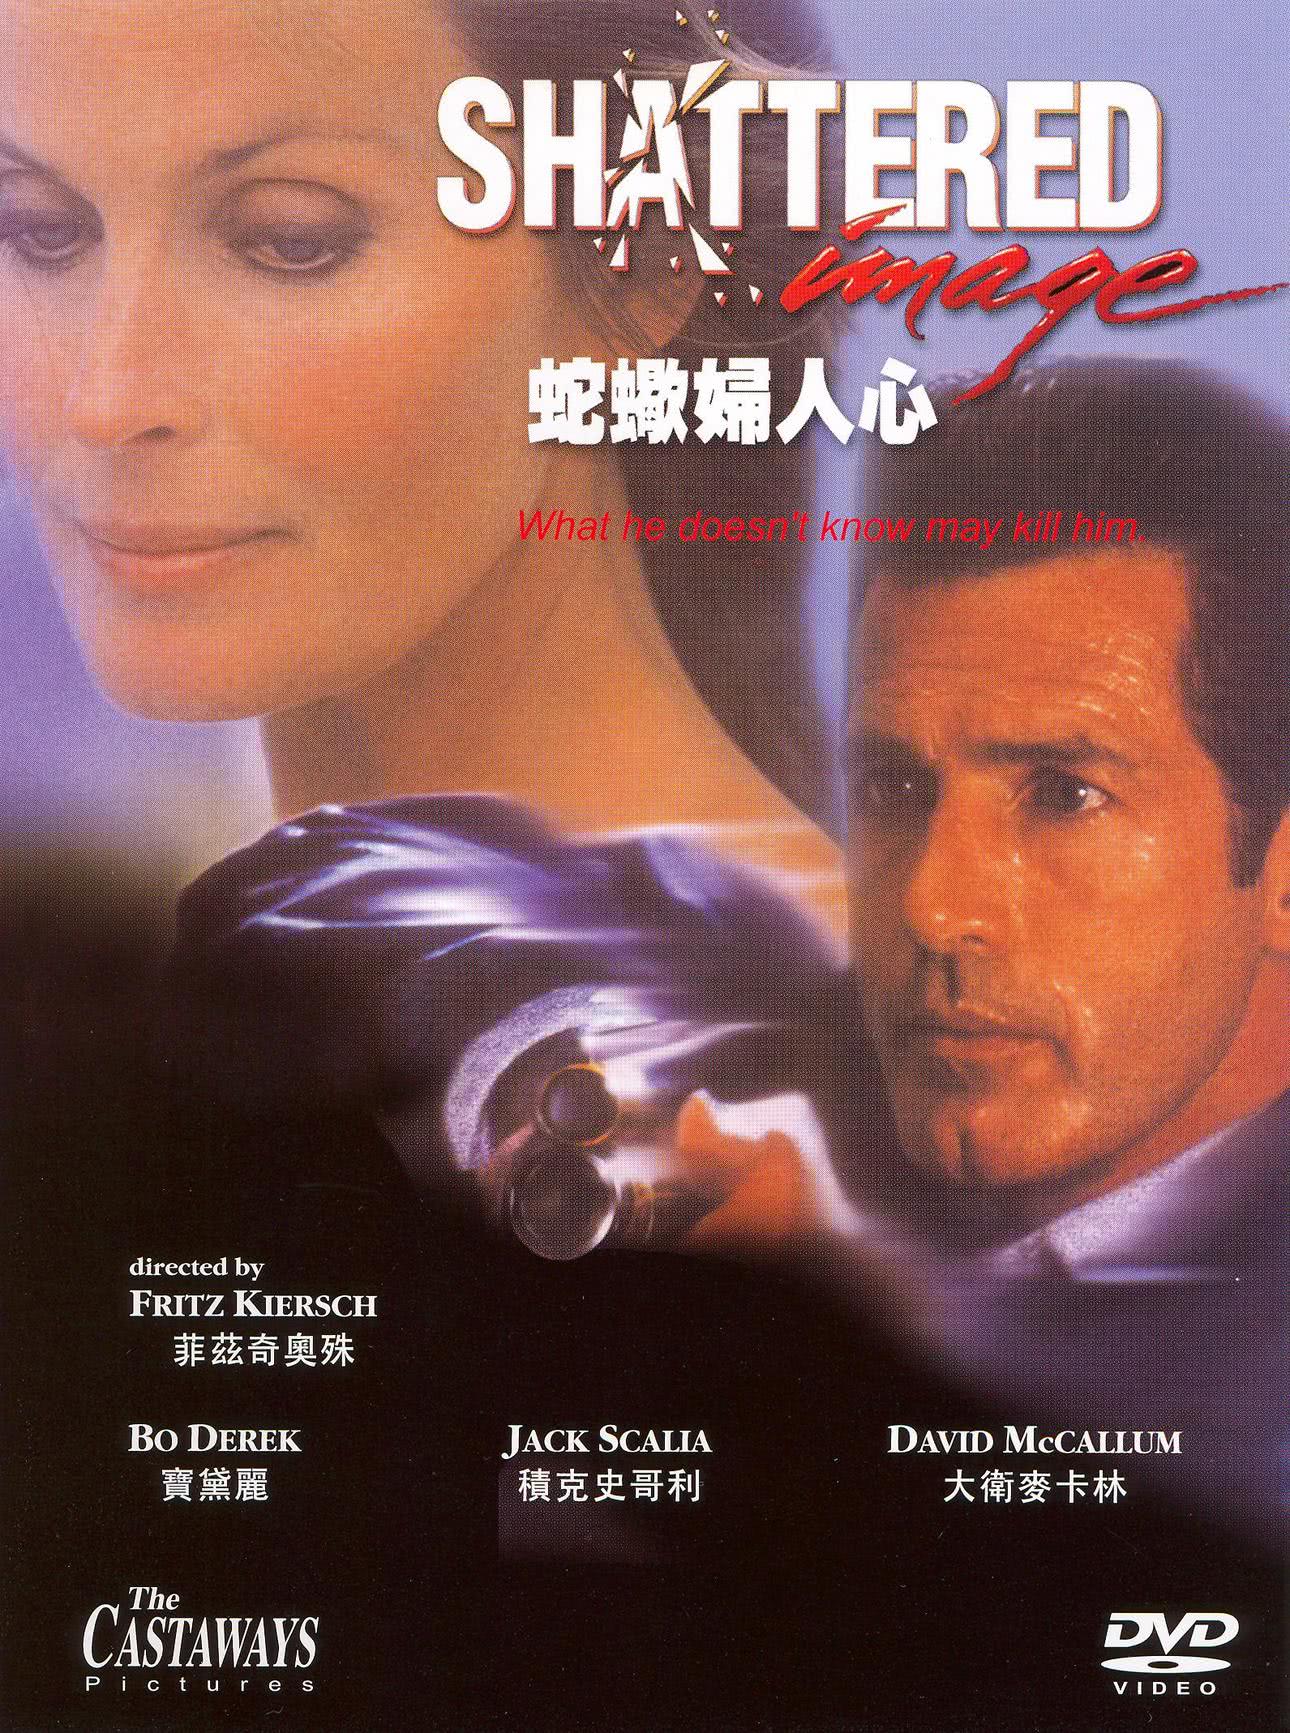 SHATTERED
image
蛇蠍婦人心
What he doesn't know may kill him.
directed by
FRITZ KIERSCH
菲茲奇奧殊
BO DEREK
寶黛麗
JACK SCALIA
積克史哥利
DAVID McCALLUM
大衛麥卡林
The
CASTAWAYS
Pictures
DVD
VIDEO